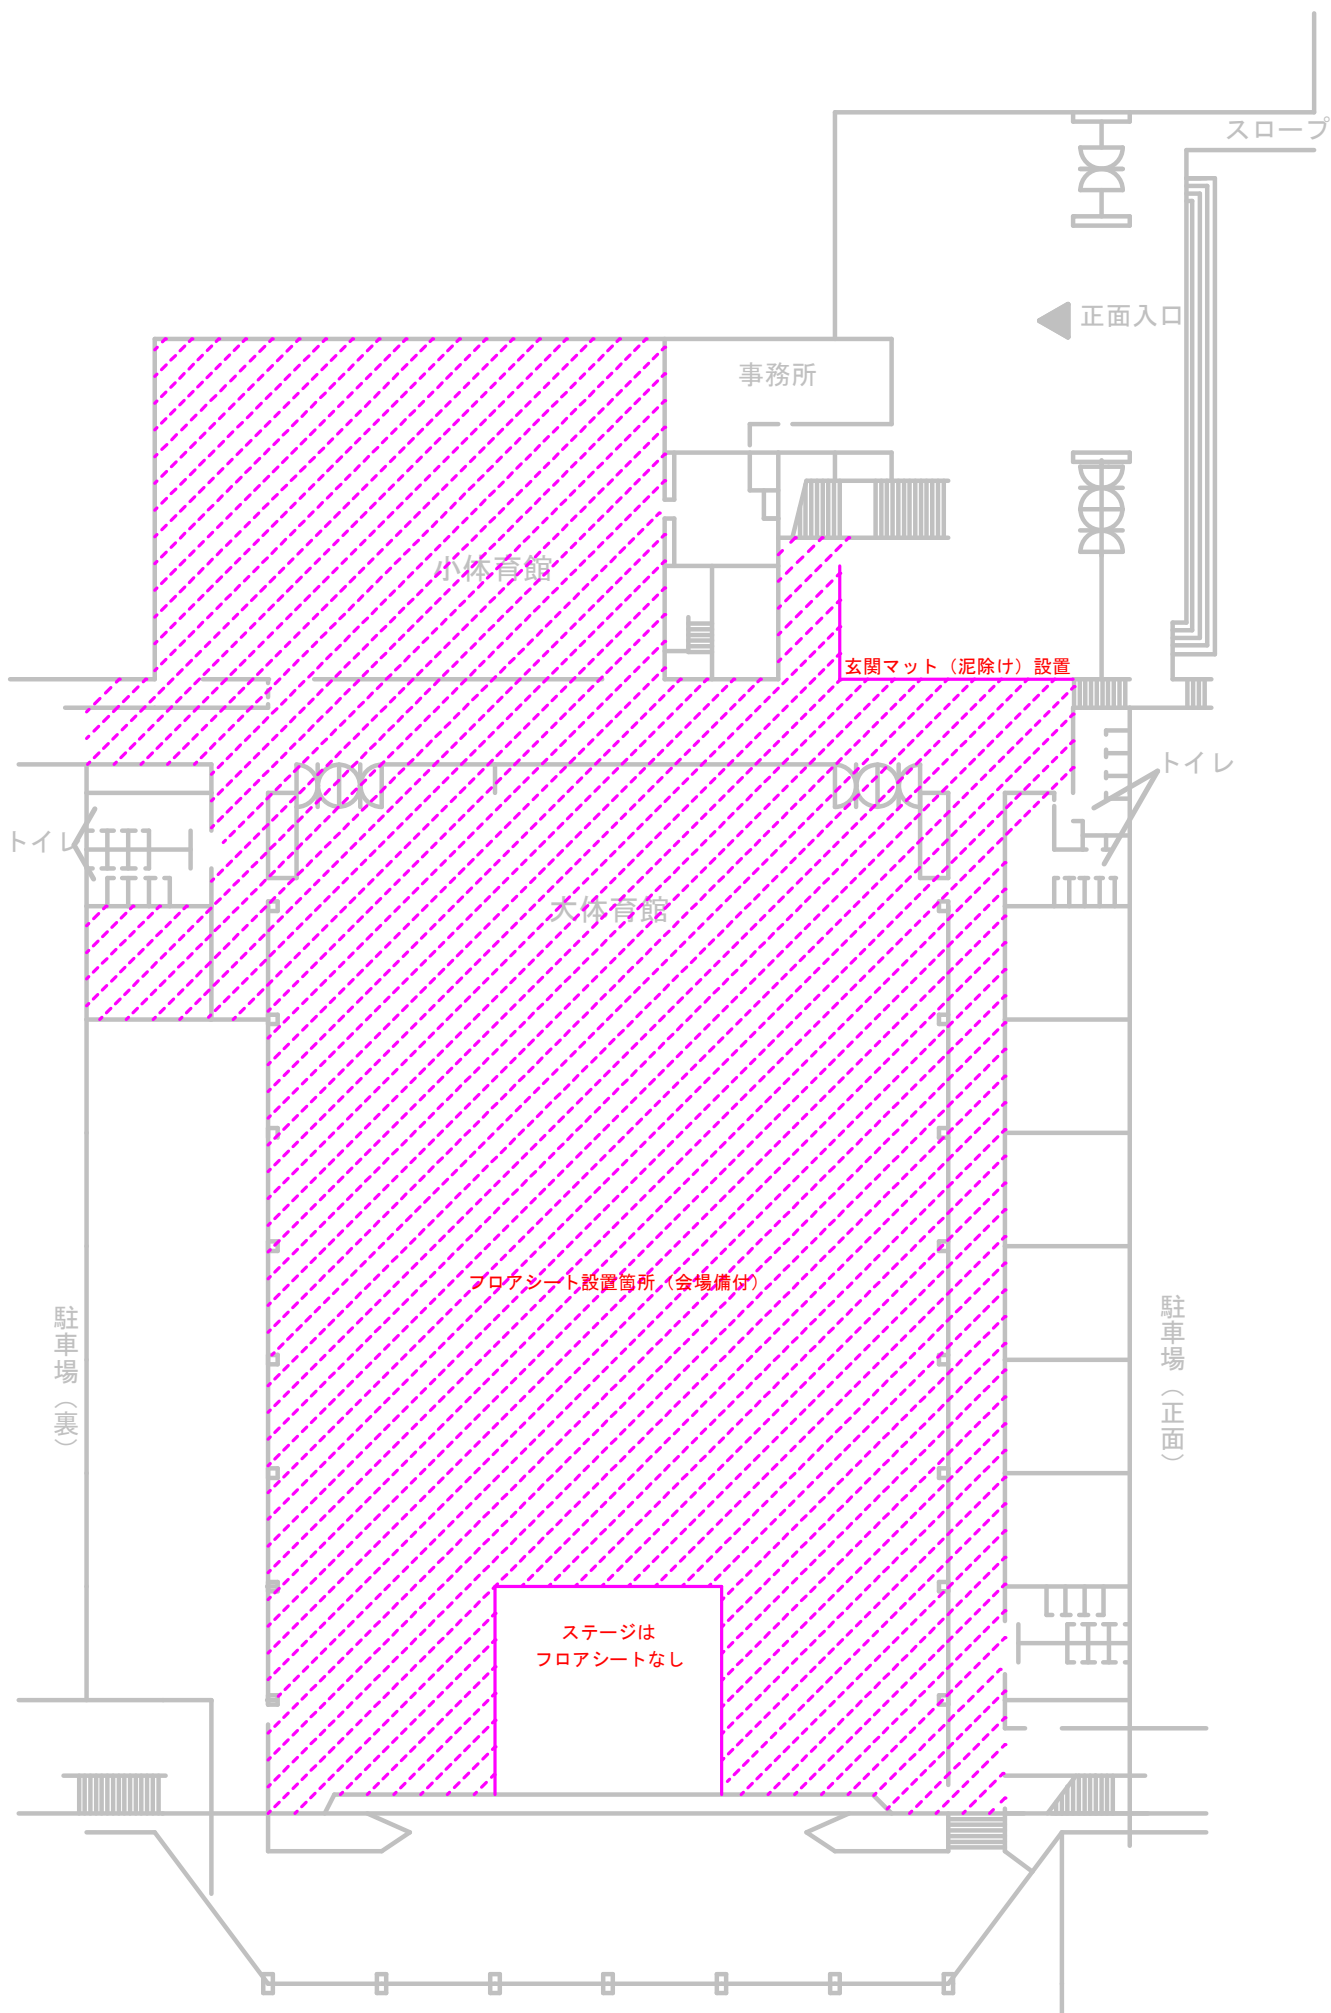 スロープ
正面入口
事務所
小体育館
玄関マット（泥除け）設置
トイレ
トイレ
大体育館
フロアシート設置箇所（会場備付）
駐車場（裏）
駐車場（正面）
ステージは
フロアシートなし